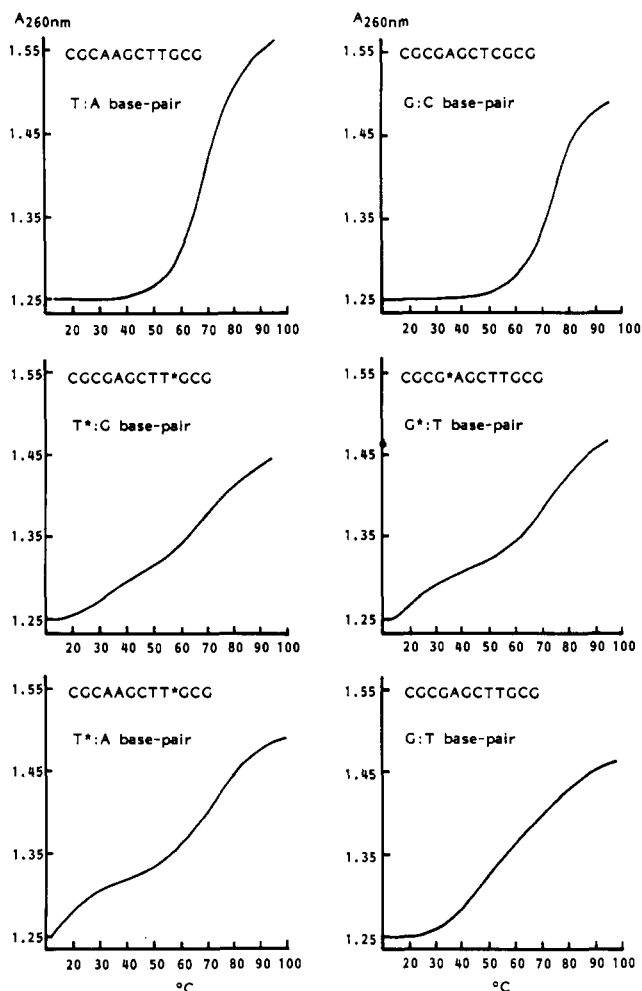 A260nm
1.55
CGCAAGCTTGCG
T:A base-pair
1.45
1.35
1.25
20 30 40 50 60 70 80 90 100
1.55
CGCGAGCTCGCG
G:C base-pair
1.45
1.35
1.25
20 30 40 50 60 70 80 90 100
1.55
CGCGAGCTT*GCG
T*:G base-pair
1.45
1.35
1.25
20 30 40 50 60 70 80 90 100
1.55
CGCG*AGCTTGCG
G*:T base-pair
1.45
1.35
1.25
20 30 40 50 60 70 80 90 100
1.55
CGCAAGCTT*GCG
T*:A base-pair
1.45
1.35
1.25
20 30 40 50 60 70 80 90 100
°C
1.55
CGCGAGCTTGCG
G:T base-pair
1.45
1.35
1.25
20 30 40 50 60 70 80 90 100
°C